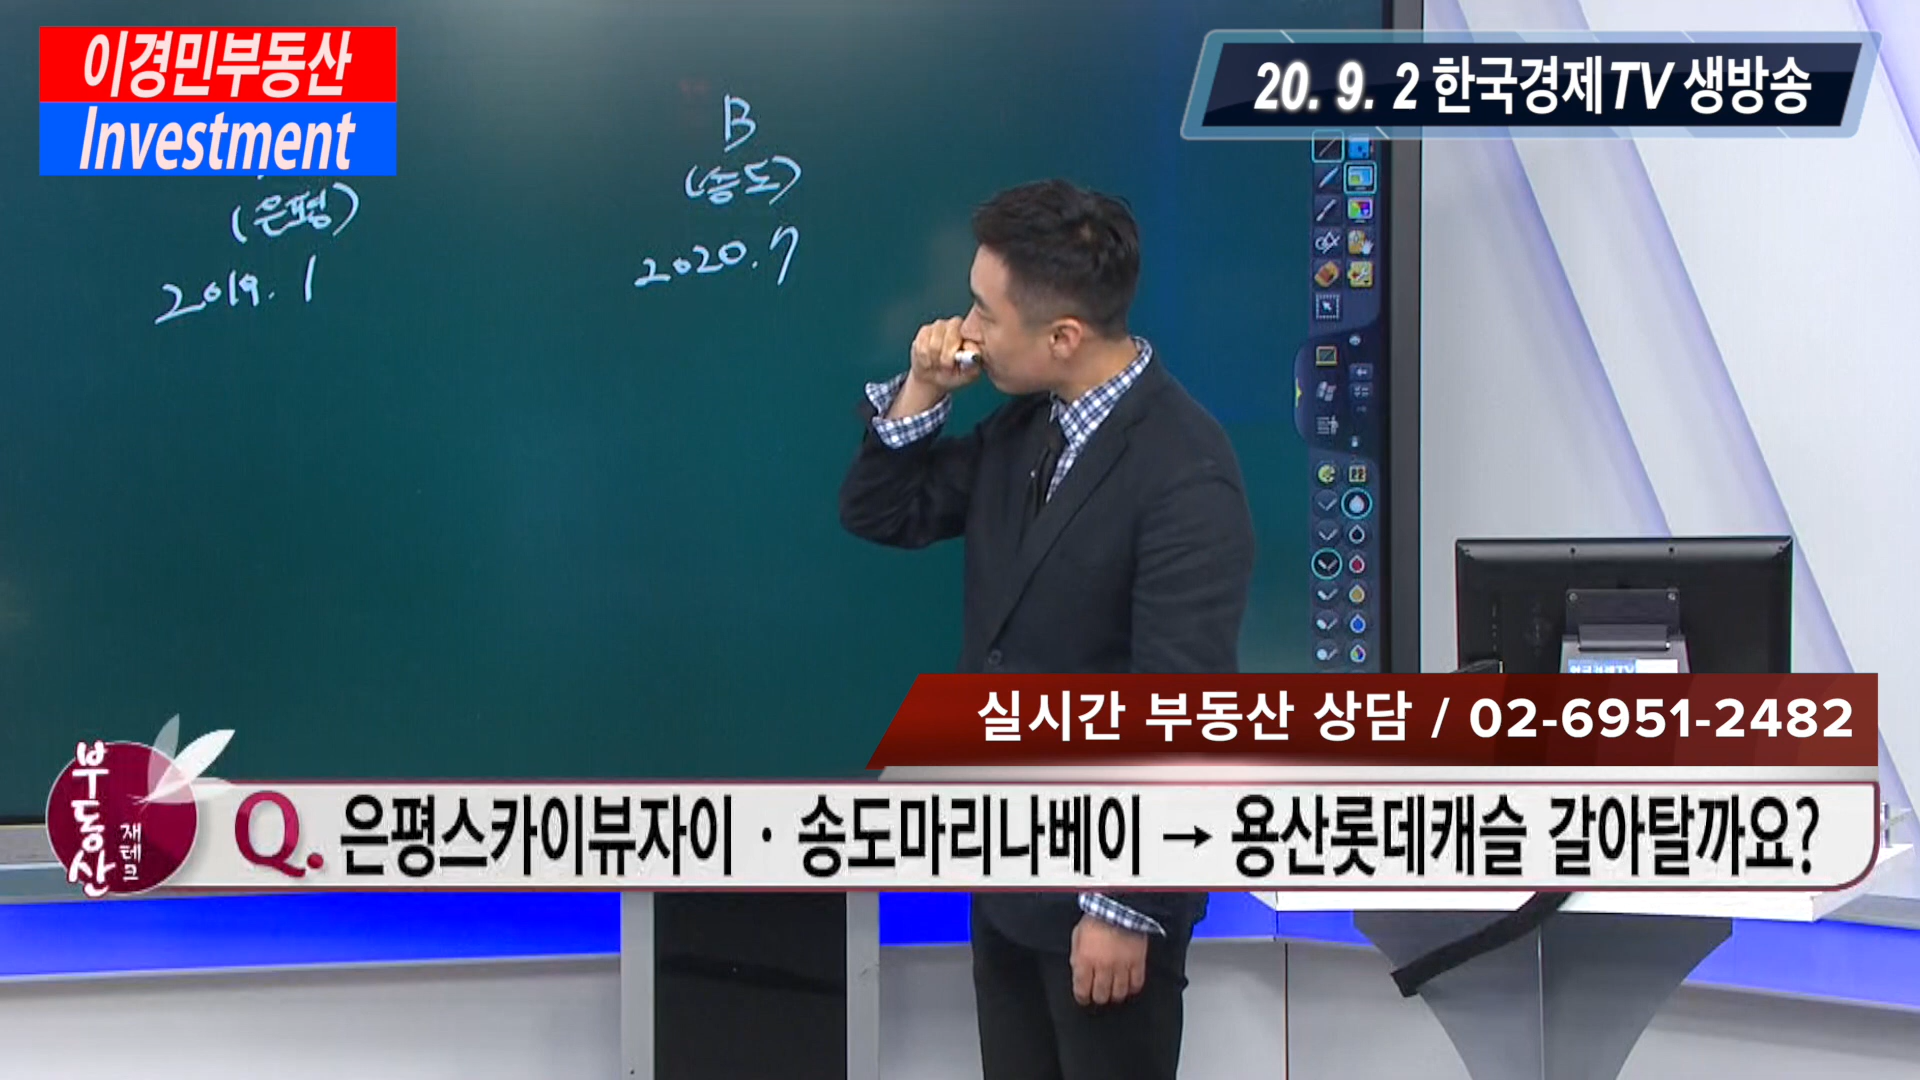 이경민부동산
Investment
20. 9. 2 한국경제TV 생방송
B
(은평)
(송도)
2019. 1
2020. 7
실시간 부동산 상담 / 02-6951-2482
부동산
재테크
Q. 은평스카이뷰자이 · 송도마리나베이 → 용산롯데캐슬 갈아탈까요?